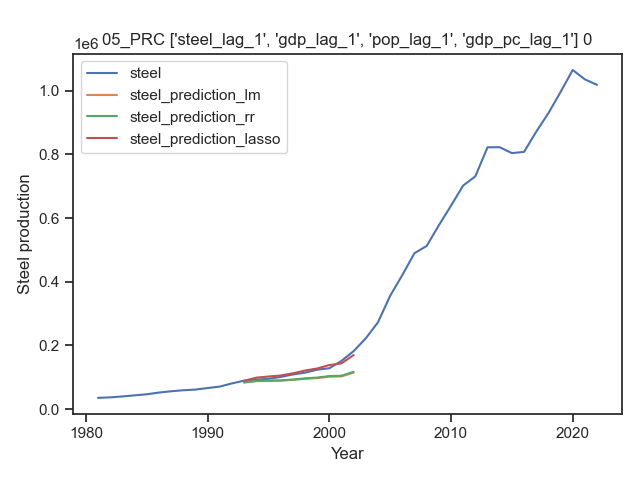 1e6
05_PRC ['steel_lag_1', 'gdp_lag_1', 'pop_lag_1', 'gdp_pc_lag_1'] 0
steel
steel_prediction_lm
steel_prediction_rr
steel_prediction_lasso
1.0
0.8
0.6
0.4
0.2
0.0
Steel production
1980 1990 2000 2010 2020
Year